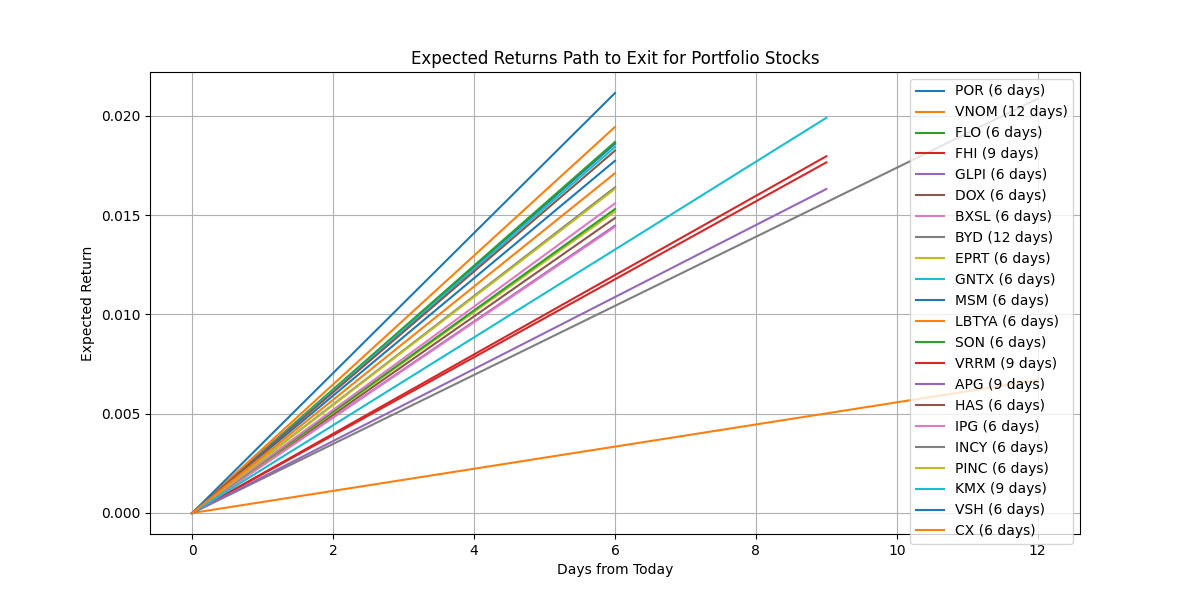 Expected Returns Path to Exit for Portfolio Stocks
Expected Return
0.020
0.015
0.010
0.005
0.000
0 2 4 6 8 10 12
Days from Today
POR (6 days)
VNOM (12 days)
FLO (6 days)
FHI (9 days)
GLPI (6 days)
DOX (6 days)
BXSL (6 days)
BYD (12 days)
EPRT (6 days)
GNTX (6 days)
MSM (6 days)
LBTYA (6 days)
SON (6 days)
VRRM (9 days)
APG (9 days)
HAS (6 days)
IPG (6 days)
INCY (6 days)
PINC (6 days)
KMX (9 days)
VSH (6 days)
CX (6 days)